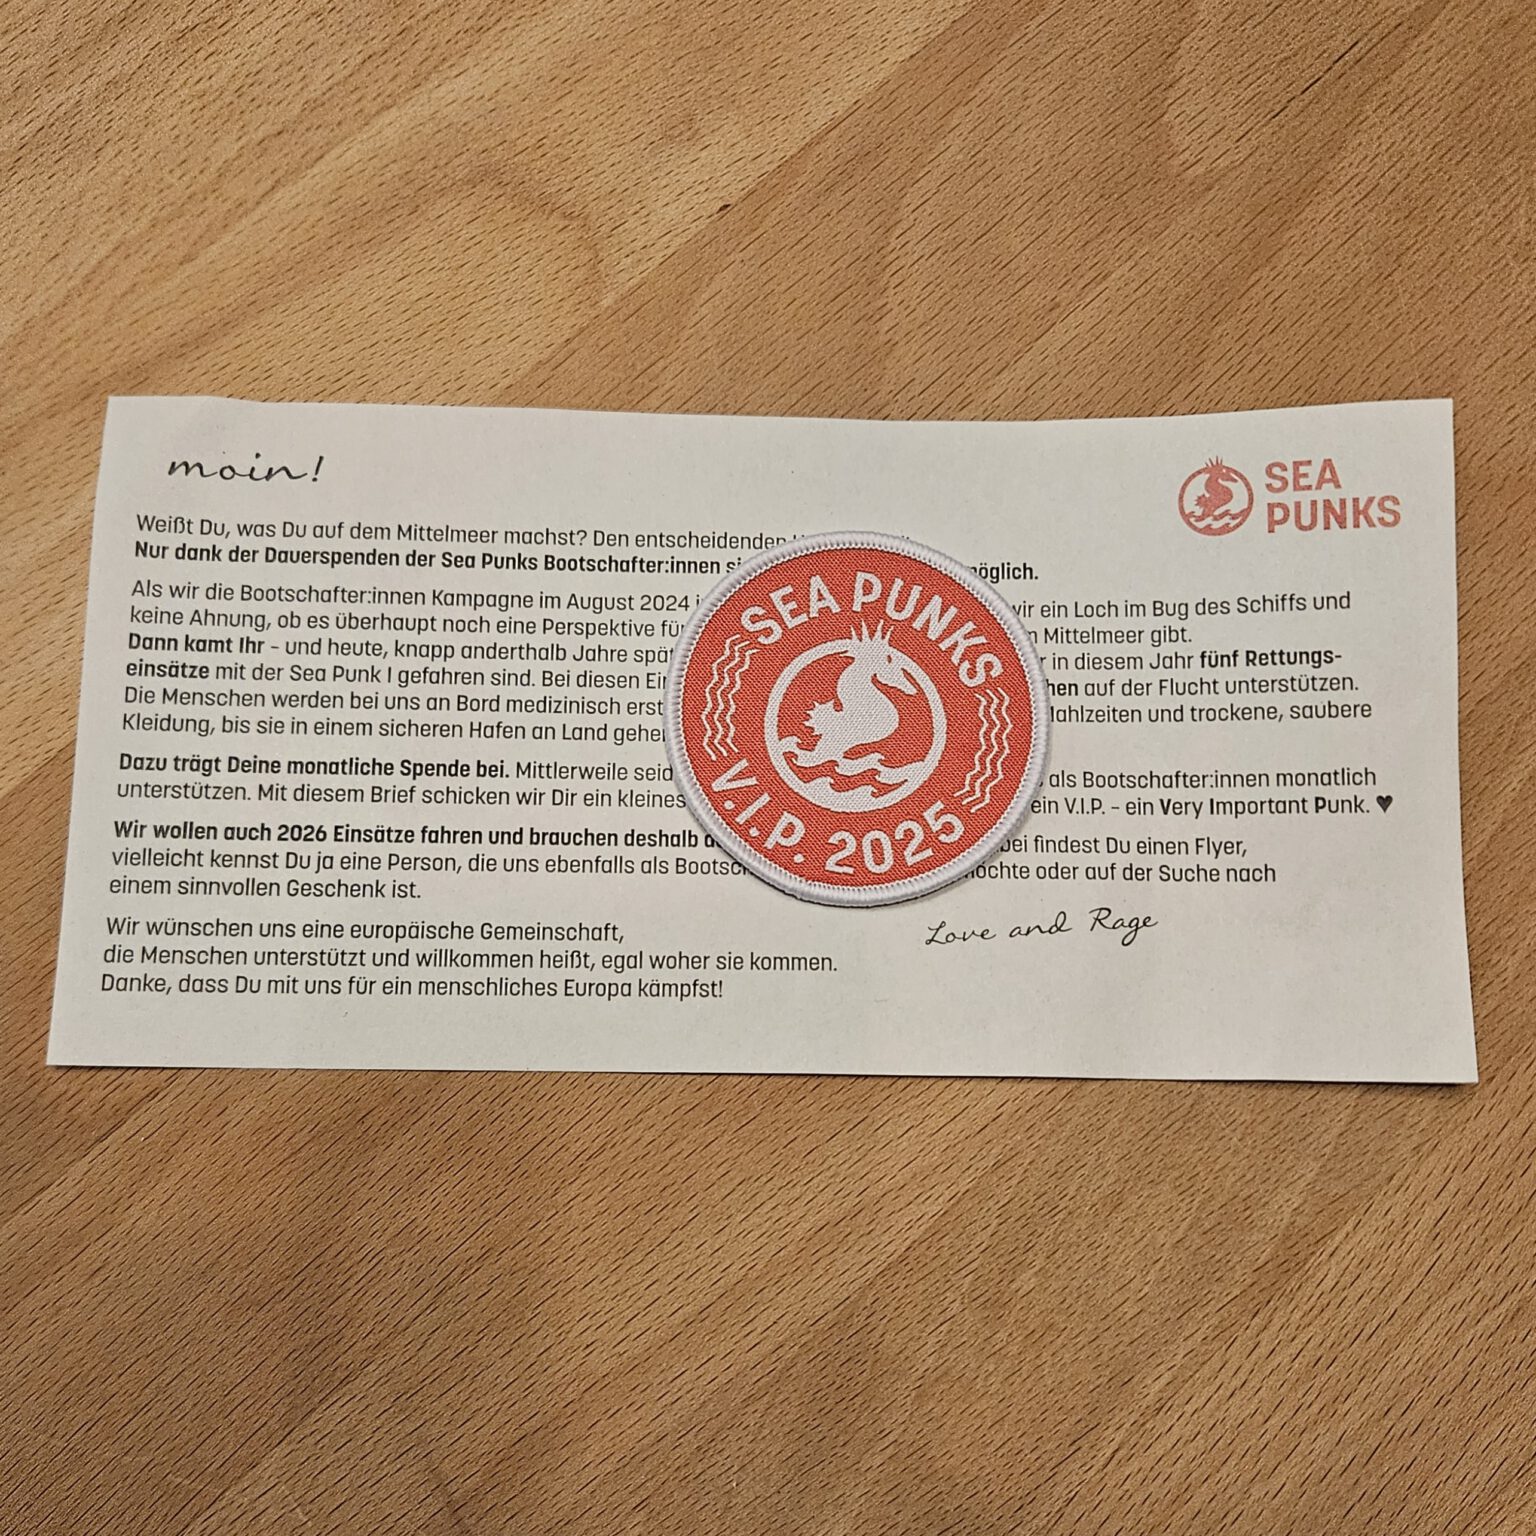 moin!
SEA
PUNKS
Weißt Du, was Du auf dem Mittelmeer machst? Den entscheidenden
Nur dank der Dauerspenden der Sea Punks Bootschafter:innen
Als wir die Bootschafter:innen Kampagne im August 2024 wir ein Loch im Bug des Schiffs und
keine Ahnung, ob es überhaupt noch eine Perspektive für Mittelmeer gibt.
Dann kamt Ihr – und heute, knapp anderthalb Jahre in diesem Jahr fünf Rettungs-
einsätze mit der Sea Punk I gefahren sind. Bei diesen auf der Flucht unterstützen.
Die Menschen werden bei uns an Bord medizinisch Mahlzeiten und trockene, saubere
Kleidung, bis sie in einem sicheren Hafen an Land
Dazu trägt Deine monatliche Spende bei. Mittlerweile seid als Bootschafter:innen monatlich
unterstützen. Mit diesem Brief schicken wir Dir ein kleines ein V.I.P. – ein Very Important Punk. ♥
Wir wollen auch 2026 Einsätze fahren und brauchen deshalb findest Du einen Flyer,
vielleicht kennst Du ja eine Person, die uns ebenfalls als möchte oder auf der Suche nach
einem sinnvollen Geschenk ist.
Wir wünschen uns eine europäische Gemeinschaft,
die Menschen unterstützt und willkommen heißt, egal woher sie kommen.
Danke, dass Du mit uns für ein menschliches Europa kämpfst!
Love and Rage
SEA PUNKS
V.I.P. 2025